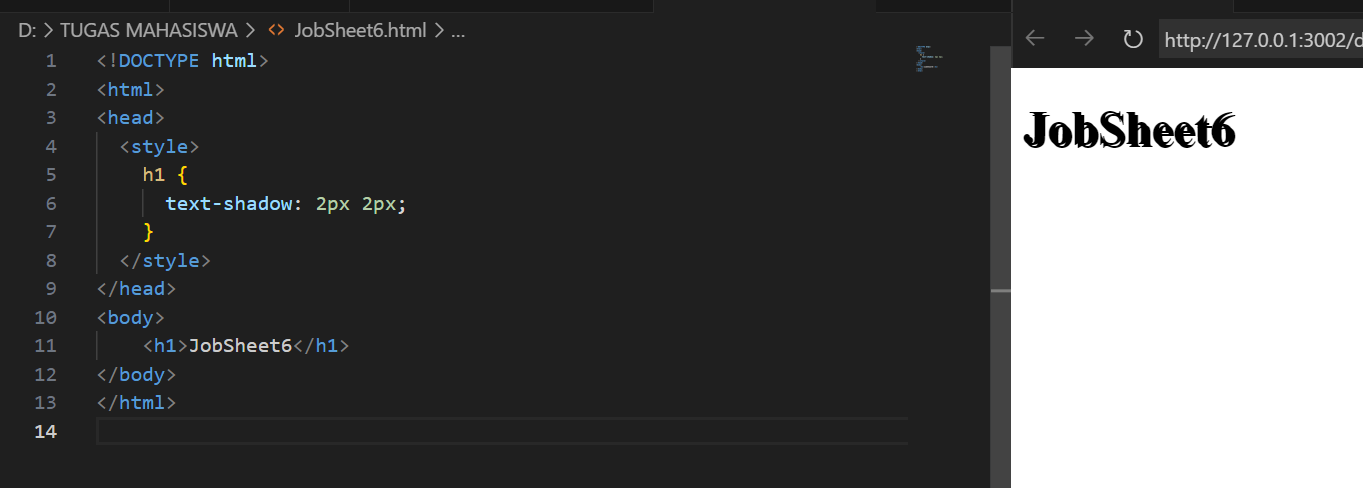 D: > TUGAS MAHASISWA > <> JobSheet6.html > ...
1 <!DOCTYPE html>
2 <html>
3 <head>
4 <style>
5 h1 {
6 text-shadow: 2px 2px;
7 }
8 </style>
9 </head>
10 <body>
11 <h1>JobSheet6</h1>
12 </body>
13 </html>
14
http://127.0.0.1:3002/d
JobSheet6